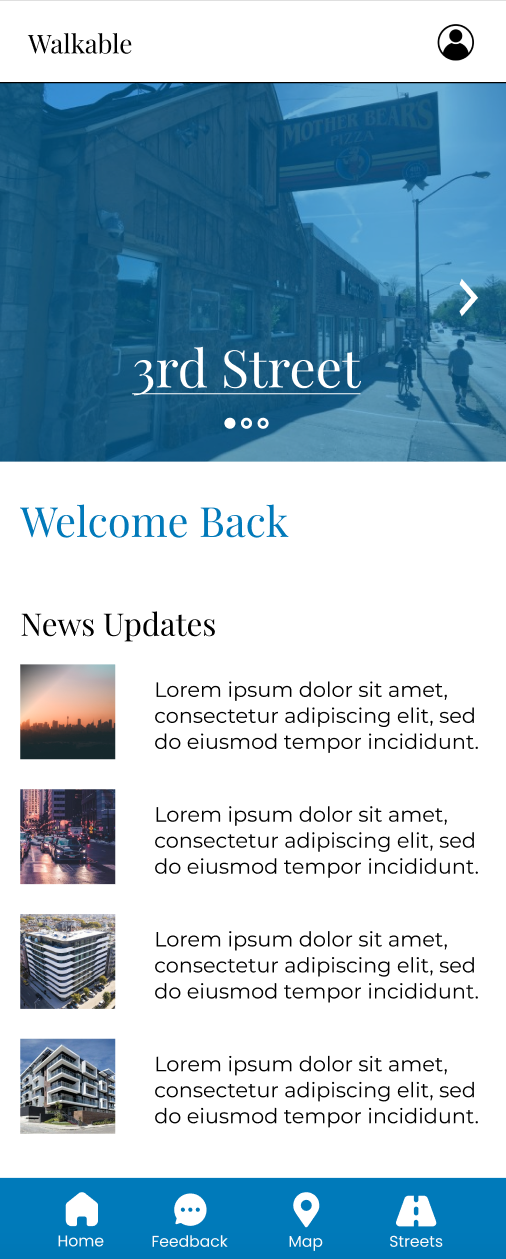 Walkable
MOTHER BEARS
PIZZA
3rd Street
Welcome Back
News Updates
Lorem ipsum dolor sit amet,
consectetur adipiscing elit, sed
do eiusmod tempor incididunt.
Lorem ipsum dolor sit amet,
consectetur adipiscing elit, sed
do eiusmod tempor incididunt.
Lorem ipsum dolor sit amet,
consectetur adipiscing elit, sed
do eiusmod tempor incididunt.
Lorem ipsum dolor sit amet,
consectetur adipiscing elit, sed
do eiusmod tempor incididunt.
Home
Feedback
Map
Streets